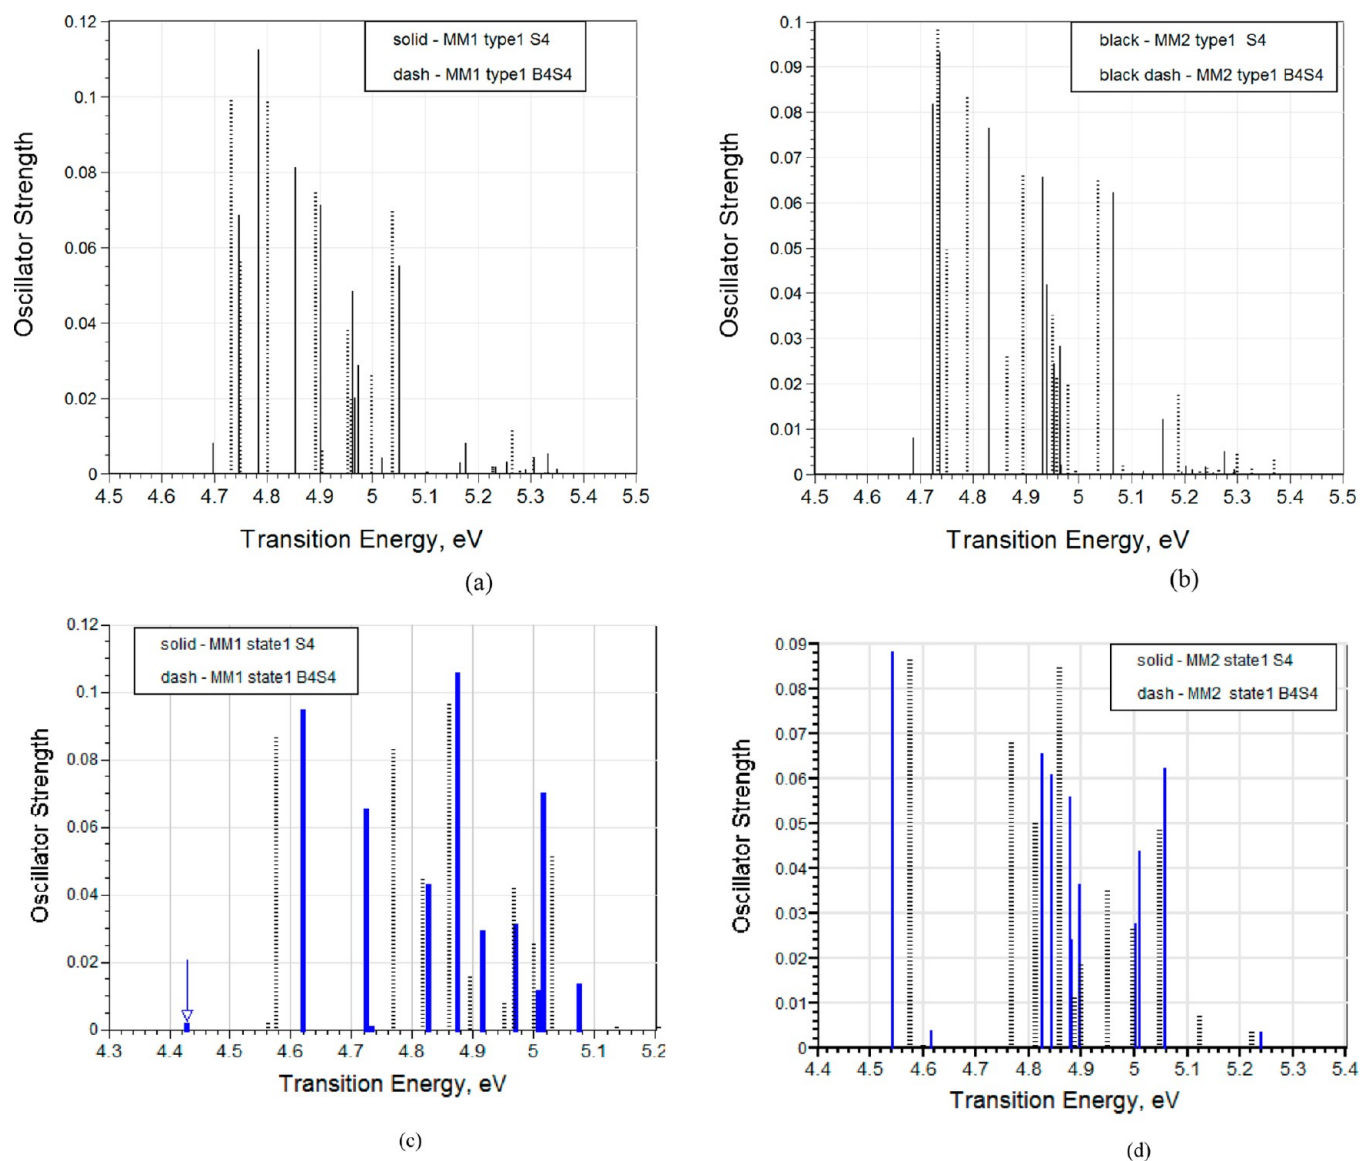 0.12
solid - MM1 type1 S4
dash - MM1 type1 B4S4
0.1
0.08
0.06
0.04
0.02
0
Oscillator Strength
4.5 4.6 4.7 4.8 4.9 5 5.1 5.2 5.3 5.4 5.5
Transition Energy, eV
(a)
0.1
black - MM2 type1 S4
black dash - MM2 type1 B4S4
0.09
0.08
0.07
0.06
0.05
0.04
0.03
0.02
0.01
0
Oscillator Strength
4.5 4.6 4.7 4.8 4.9 5 5.1 5.2 5.3 5.4 5.5
Transition Energy, eV
(b)
0.12
solid - MM1 state1 S4
dash - MM1 state1 B4S4
0.1
0.08
0.06
0.04
0.02
0
Oscillator Strength
4.3 4.4 4.5 4.6 4.7 4.8 4.9 5 5.1 5.2
Transition Energy, eV
(c)
0.09
solid - MM2 state1 S4
dash - MM2 state1 B4S4
0.08
0.07
0.06
0.05
0.04
0.03
0.02
0.01
0
Oscillator Strength
4.4 4.5 4.6 4.7 4.8 4.9 5 5.1 5.2 5.3 5.4
Transition Energy, eV
(d)